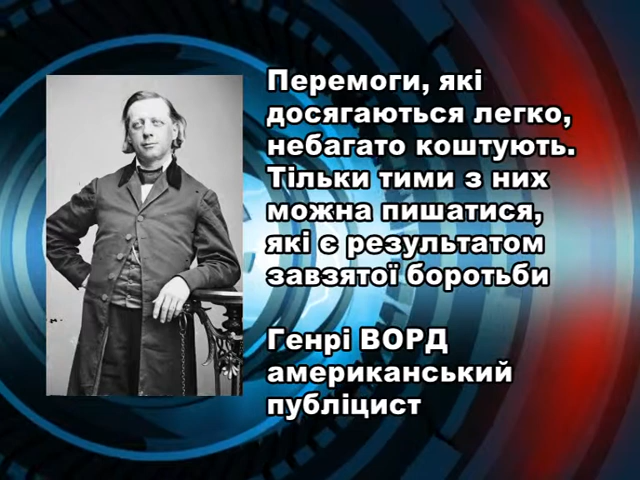 Перемоги, які
досягаються легко,
небагато коштують.
Тільки тими з них
можна пишатися,
які є результатом
завзятої боротьби
Генрі ВОРД
американський
публіцист